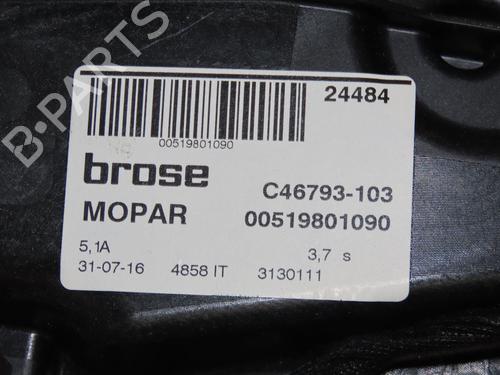 24484
00519801090
brose
C46793-103
MOPAR
00519801090
5,1A
3,7 s
31-07-16 4858 IT 3130111
B-PARTS